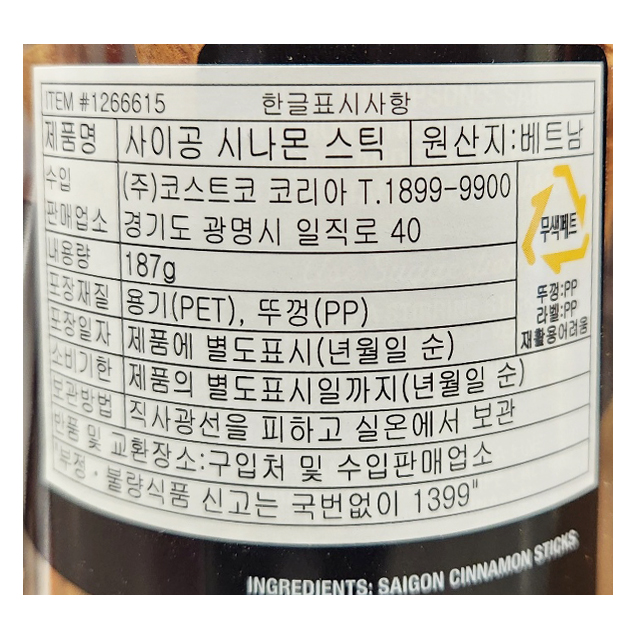 ITEM #1266615 한글표시사항
제품명 사이공 시나몬 스틱 원산지:베트남
수입
판매업소
(주)코스트코 코리아 T.1899-9900
경기도 광명시 일직로 40
무색페트
뚜껑:PP
라벨:PP
재활용어려움
내용량 187g
포장재질 용기(PET), 뚜껑(PP)
포장일자 제품에 별도표시(년월일 순)
소비기한 제품의 별도표시일까지(년월일 순)
보관방법 직사광선을 피하고 실온에서 보관
반품 및 교환장소:구입처 및 수입판매업소
"부정·불량식품 신고는 국번없이 1399"
INGREDIENTS: SAIGON CINNAMON STICKS